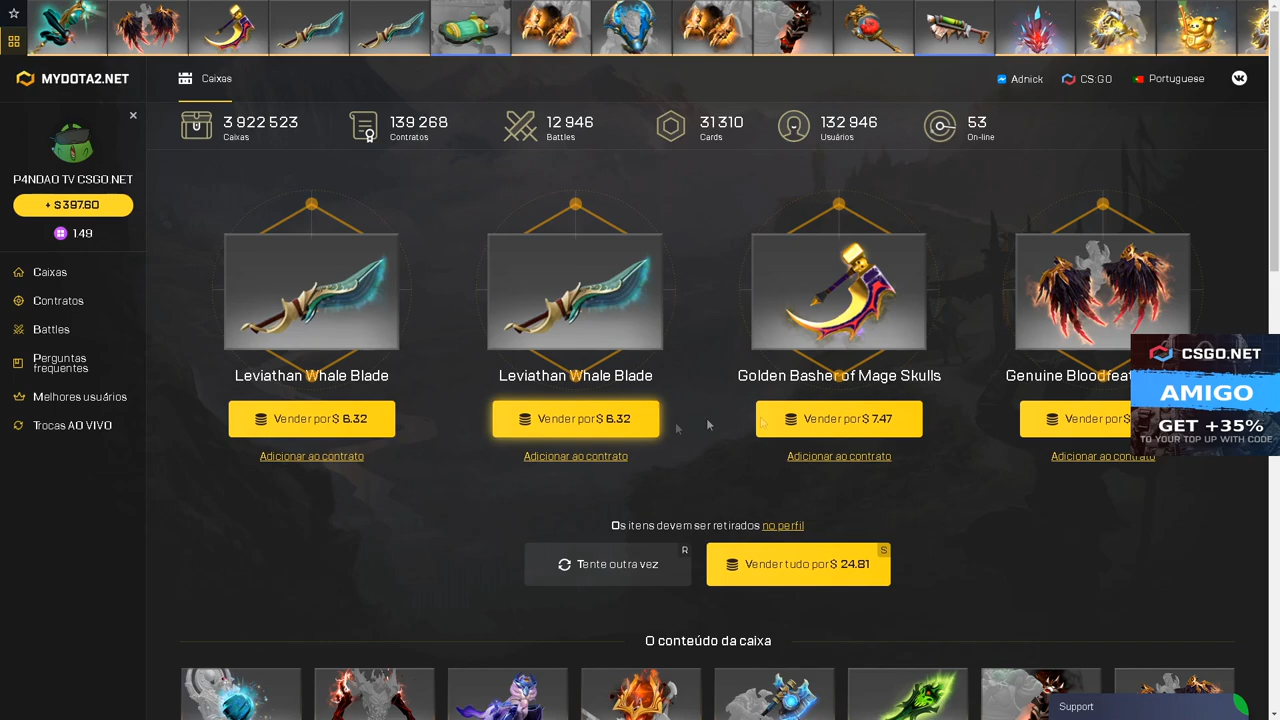 MYDOTA2.NET
Caixas
Adnick
CS:GO
Portuguese
3 922 523
Caixas
139 268
Contratos
12 946
Battles
31 310
Cards
132 946
Usuários
53
On-line
P4NDAO TV CSGO NET
+ $ 397.60
1.49
Caixas
Contratos
Battles
Perguntas
frequentes
Melhores usuários
Trocas AO VIVO
Leviathan Whale Blade
Vender por $ 6.32
Adicionar ao contrato
Leviathan Whale Blade
Vender por $ 6.32
Adicionar ao contrato
Golden Basher of Mage Skulls
Vender por $ 7.47
Adicionar ao contrato
Genuine Bloodfeat
Vender por $
Adicionar ao contrato
CSGO.NET
AMIGO
GET +35%
TO YOUR TOP UP WITH CODE
Os itens devem ser retirados no perfil
Tente outra vez
R
Vender tudo por $ 24.81
S
O conteúdo da caixa
Support